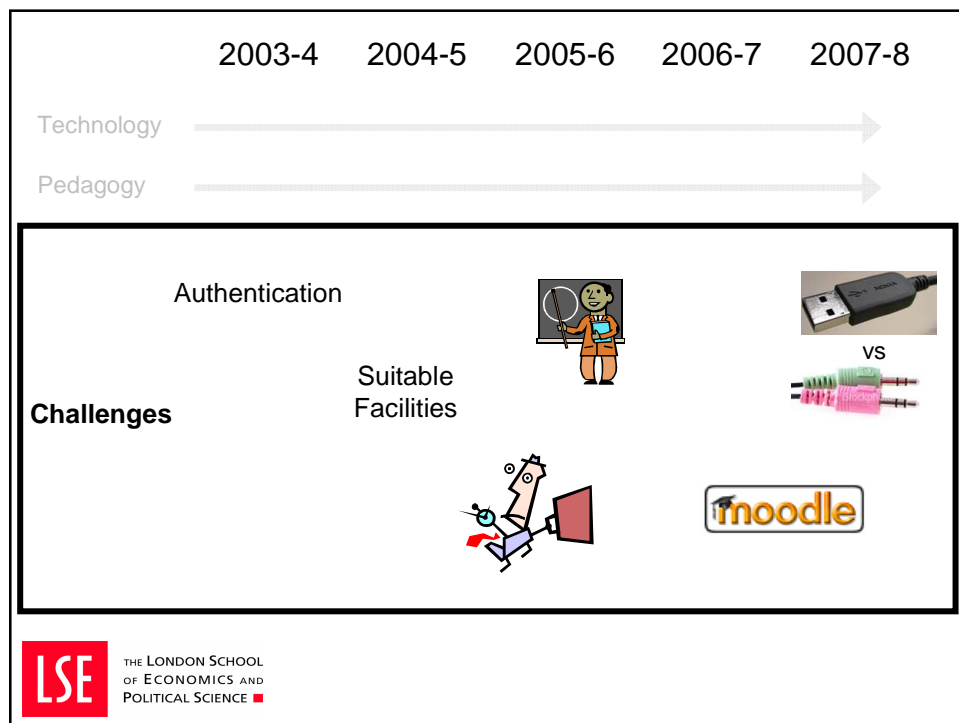 2003-4 2004-5 2005-6 2006-7 2007-8
Technology
Pedagogy
Authentication
vs
Suitable
Facilities
Challenges
moodle
LSE
THE LONDON SCHOOL
OF ECONOMICS AND
POLITICAL SCIENCE